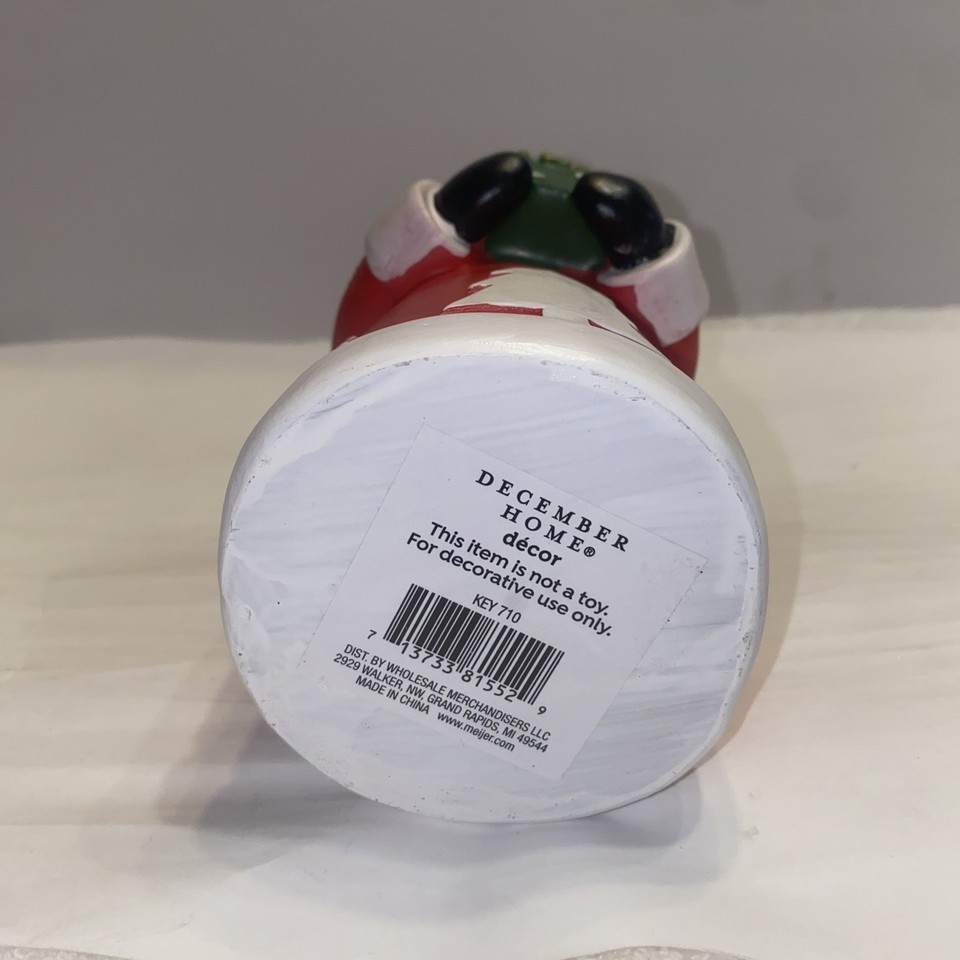 DECEMBER
HOME®
décor
This item is not a toy.
For decorative use only.
KEY 710
7 13733 81552 9
DIST. BY WHOLESALE MERCHANDISERS LLC
2929 WALKER, NW, GRAND RAPIDS, MI 49544
MADE IN CHINA www.meijer.com